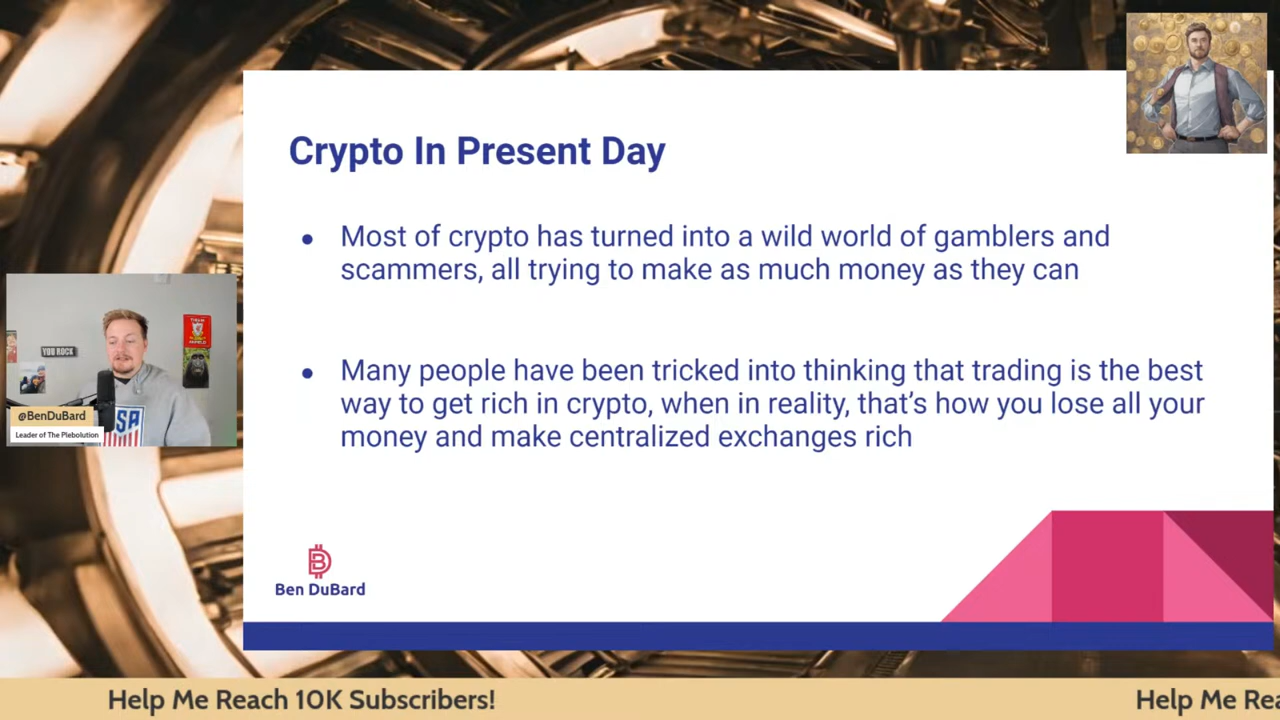 Crypto In Present Day
● Most of crypto has turned into a wild world of gamblers and
scammers, all trying to make as much money as they can
● Many people have been tricked into thinking that trading is the best
way to get rich in crypto, when in reality, that's how you lose all your
money and make centralized exchanges rich
YOU ROCK
@BenDuBard
Leader of The Plebolution
Ben DuBard
Help Me Reach 10K Subscribers!
Help Me Rea